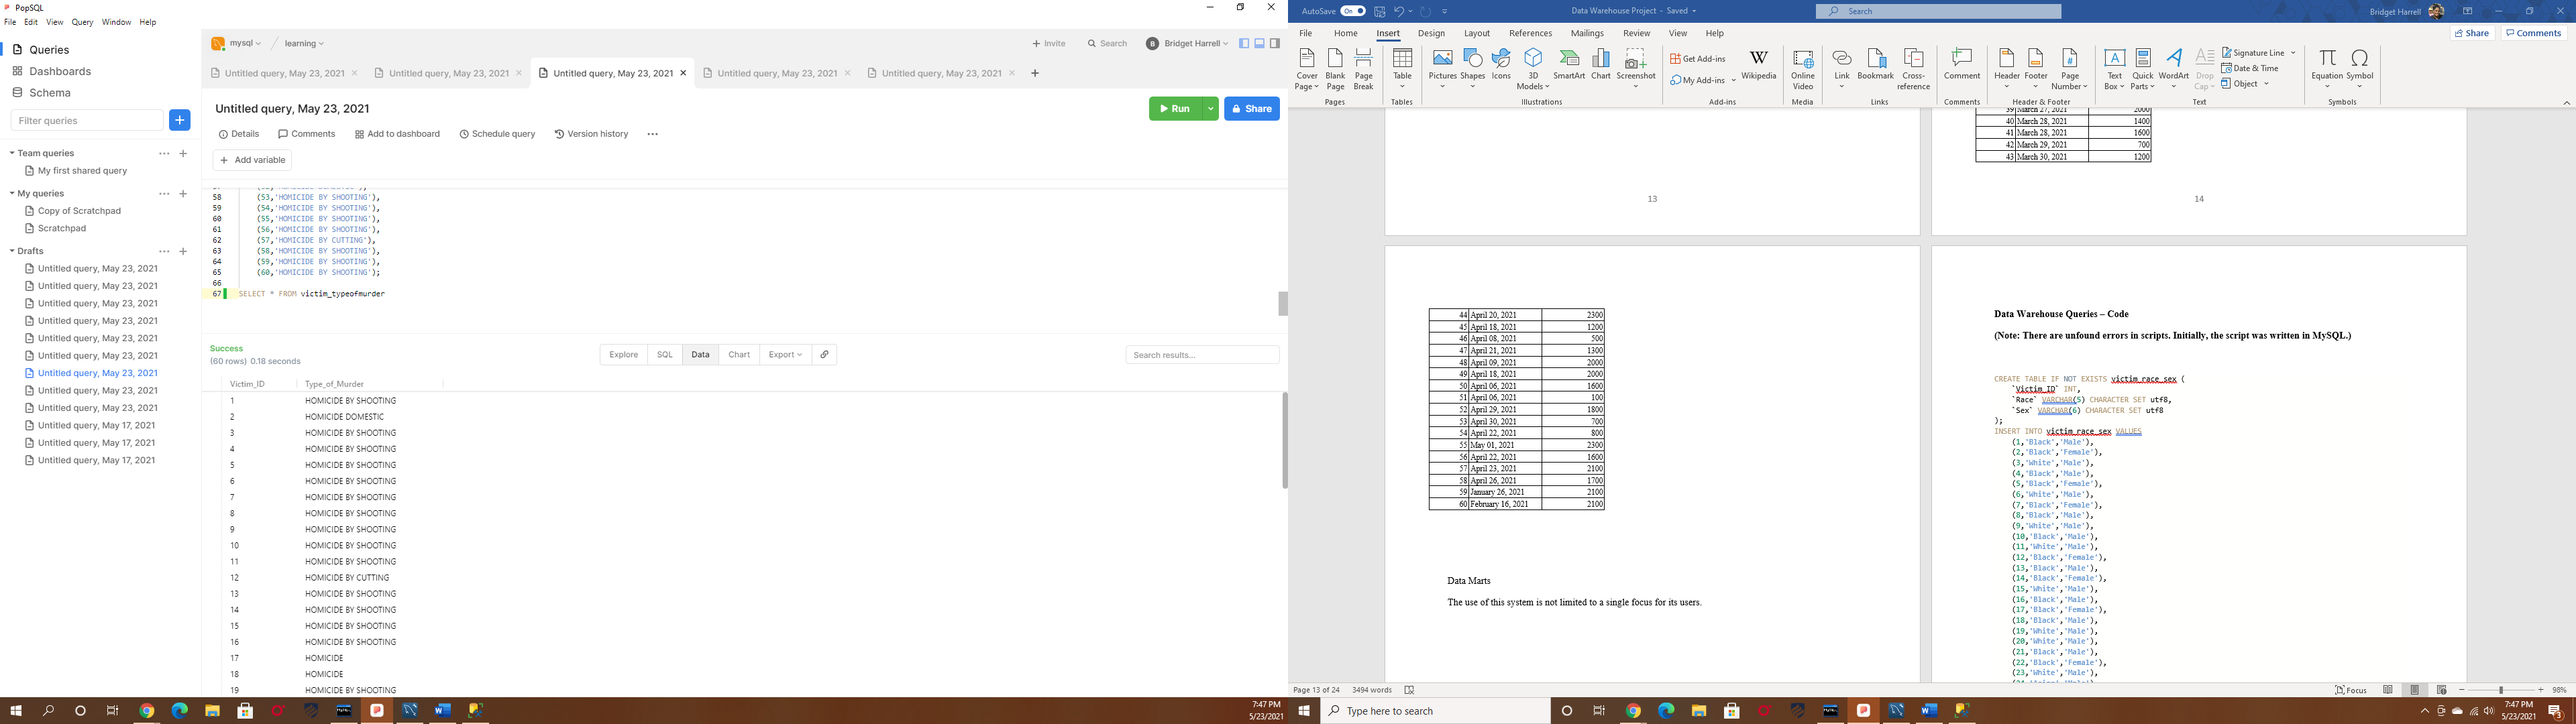 PopSQL
File Edit View Query Window Help
Queries
Dashboards
Schema
Filter queries
Team queries
My first shared query
My queries
Copy of Scratchpad
Scratchpad
Drafts
Untitled query, May 23, 2021
Untitled query, May 23, 2021
Untitled query, May 23, 2021
Untitled query, May 23, 2021
Untitled query, May 23, 2021
Untitled query, May 23, 2021
Untitled query, May 23, 2021
Untitled query, May 23, 2021
Untitled query, May 23, 2021
Untitled query, May 17, 2021
Untitled query, May 17, 2021
Untitled query, May 17, 2021
mysql / learning
Invite Search B Bridget Harrell
Untitled query, May 23, 2021 Untitled query, May 23, 2021 Untitled query, May 23, 2021 Untitled query, May 23, 2021 Untitled query, May 23, 2021
Untitled query, May 23, 2021
Run Share
Details Comments Add to dashboard Schedule query Version history
Add variable
58 (53,'HOMICIDE BY SHOOTING'),
59 (54,'HOMICIDE BY SHOOTING'),
60 (55,'HOMICIDE BY SHOOTING'),
61 (56,'HOMICIDE BY SHOOTING'),
62 (57,'HOMICIDE BY CUTTING'),
63 (58,'HOMICIDE BY SHOOTING'),
64 (59,'HOMICIDE BY SHOOTING'),
65 (60,'HOMICIDE BY SHOOTING');
66
67 SELECT * FROM victim_typeofmurder
Success
(60 rows) 0.18 seconds
Explore SQL Data Chart Export
Search results...
Victim_ID Type_of_Murder
1 HOMICIDE BY SHOOTING
2 HOMICIDE DOMESTIC
3 HOMICIDE BY SHOOTING
4 HOMICIDE BY SHOOTING
5 HOMICIDE BY SHOOTING
6 HOMICIDE BY SHOOTING
7 HOMICIDE BY SHOOTING
8 HOMICIDE BY SHOOTING
9 HOMICIDE BY SHOOTING
10 HOMICIDE BY SHOOTING
11 HOMICIDE BY SHOOTING
12 HOMICIDE BY CUTTING
13 HOMICIDE BY SHOOTING
14 HOMICIDE BY SHOOTING
15 HOMICIDE BY SHOOTING
16 HOMICIDE BY SHOOTING
17 HOMICIDE
18 HOMICIDE
19 HOMICIDE BY SHOOTING
7:47 PM
5/23/2021
AutoSave On Data Warehouse Project - Saved Search Bridget Harrell
File Home Insert Design Layout References Mailings Review View Help Share Comments
Cover Page
Blank Page
Page Break
Pages
Table
Tables
Pictures
Shapes
Icons
3D Models
SmartArt
Chart
Screenshot
Illustrations
Get Add-ins
My Add-ins
Wikipedia
Add-ins
Online Video
Media
Link
Bookmark
Cross-reference
Links
Comment
Comments
Header
Footer
Page Number
Header & Footer
Text Box
Quick Parts
WordArt
Drop Cap
Signature Line
Date & Time
Object
Text
Equation
Symbol
Symbols
39 March 27, 2021 2000
40 March 28, 2021 1400
41 March 28, 2021 1600
42 March 29, 2021 700
43 March 30, 2021 1200
13
14
44 April 20, 2021 2300
45 April 18, 2021 1200
46 April 08, 2021 500
47 April 21, 2021 1300
48 April 09, 2021 2000
49 April 18, 2021 2000
50 April 06, 2021 1600
51 April 06, 2021 100
52 April 29, 2021 1800
53 April 30, 2021 700
54 April 22, 2021 800
55 May 01, 2021 2300
56 April 22, 2021 1600
57 April 23, 2021 2100
58 April 26, 2021 1700
59 January 26, 2021 2100
60 February 16, 2021 2100
Data Marts
The use of this system is not limited to a single focus for its users.
Data Warehouse Queries – Code
(Note: There are unfound errors in scripts. Initially, the script was written in MySQL.)
CREATE TABLE IF NOT EXISTS victim_race_sex (
`Victim_ID` INT,
`Race` VARCHAR(5) CHARACTER SET utf8,
`Sex` VARCHAR(6) CHARACTER SET utf8
);
INSERT INTO victim_race_sex VALUES
(1,'Black','Male'),
(2,'Black','Female'),
(3,'White','Male'),
(4,'Black','Male'),
(5,'Black','Female'),
(6,'White','Male'),
(7,'Black','Female'),
(8,'Black','Male'),
(9,'White','Male'),
(10,'Black','Male'),
(11,'White','Male'),
(12,'Black','Female'),
(13,'Black','Male'),
(14,'Black','Female'),
(15,'White','Male'),
(16,'Black','Male'),
(17,'Black','Female'),
(18,'Black','Male'),
(19,'White','Male'),
(20,'White','Male'),
(21,'Black','Male'),
(22,'Black','Female'),
(23,'White','Male'),
Page 13 of 24 3494 words Focus 98%
Type here to search
7:47 PM
5/23/2021